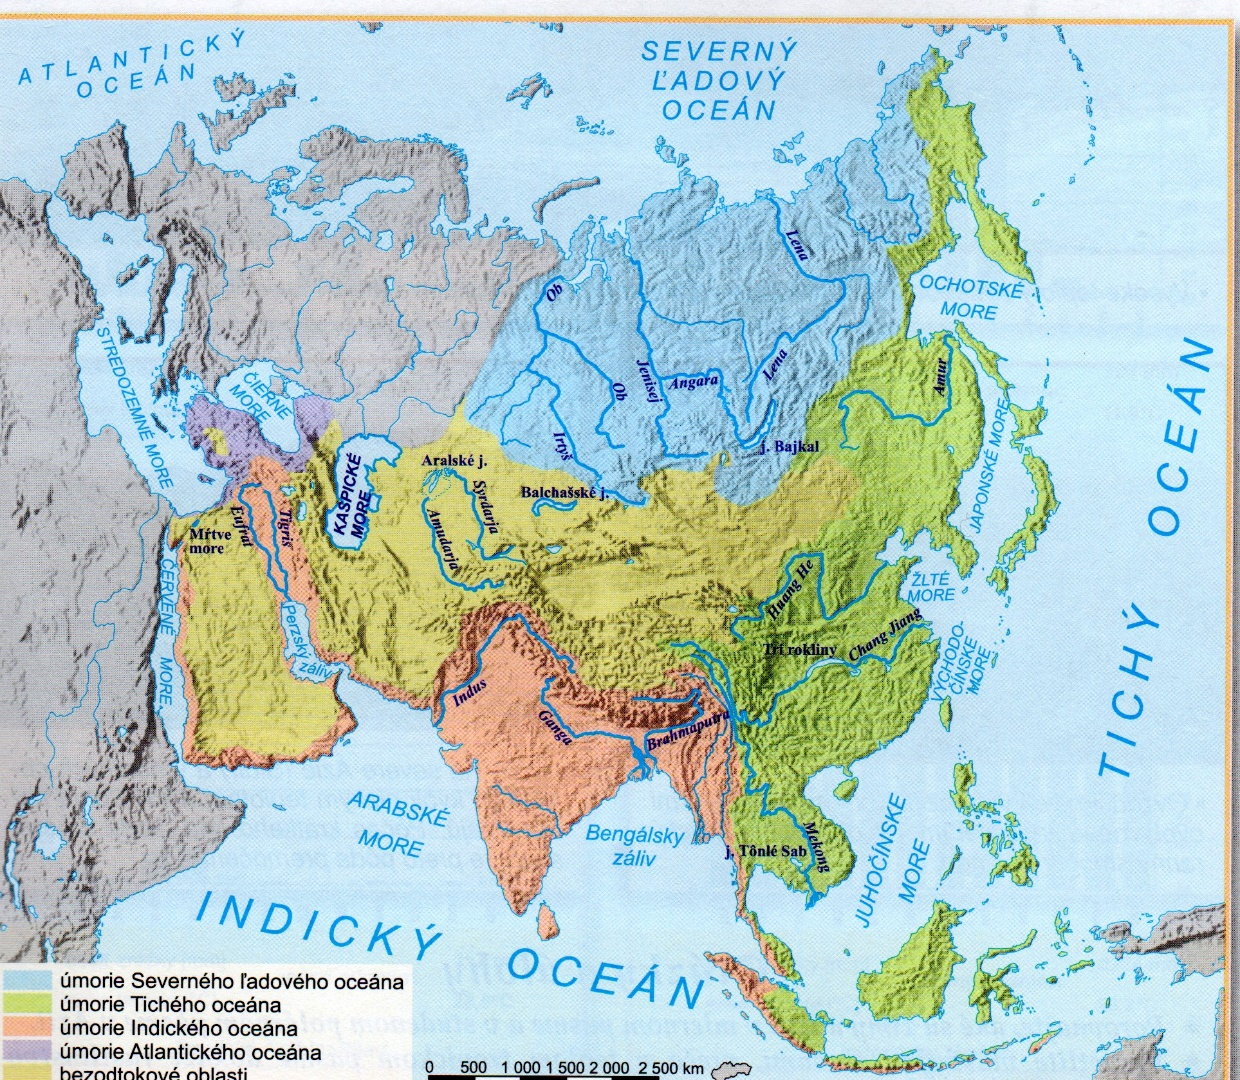 ATLANTICKÝ
OCEÁN
SEVERNÝ
ĽADOVÝ
OCEÁN
OCHOTSKÉ
MORE
Lena
Ob
Jenisej
Angara
Lena
Ob
Irtyš
Amur
j. Bajkal
STREDOZEMNÉ MORE
ČIERNE
MORE
KASPICKÉ
MORE
Aralské j.
Syrdarja
Amudarja
Balchašské j.
JAPONSKÉ MORE
TICHÝ OCEÁN
Mŕtve
more
Eufrat
Tigris
ČERVENÉ MORE
Perzský
záliv
Huang He
ŽLTÉ
MORE
Tri rokliny
Chang Jiang
VÝCHODO-
ČÍNSKE
MORE
Indus
Ganga
Brahmaputra
ARABSKÉ
MORE
Bengálsky
záliv
j. Tônlé Sab
Mekong
JUHOČÍNSKE
MORE
INDICKÝ OCEÁN
úmorie Severného ľadového oceána
úmorie Tichého oceána
úmorie Indického oceána
úmorie Atlantického oceána
bezodtokové oblasti
0 500 1 000 1 500 2 000 2 500 km